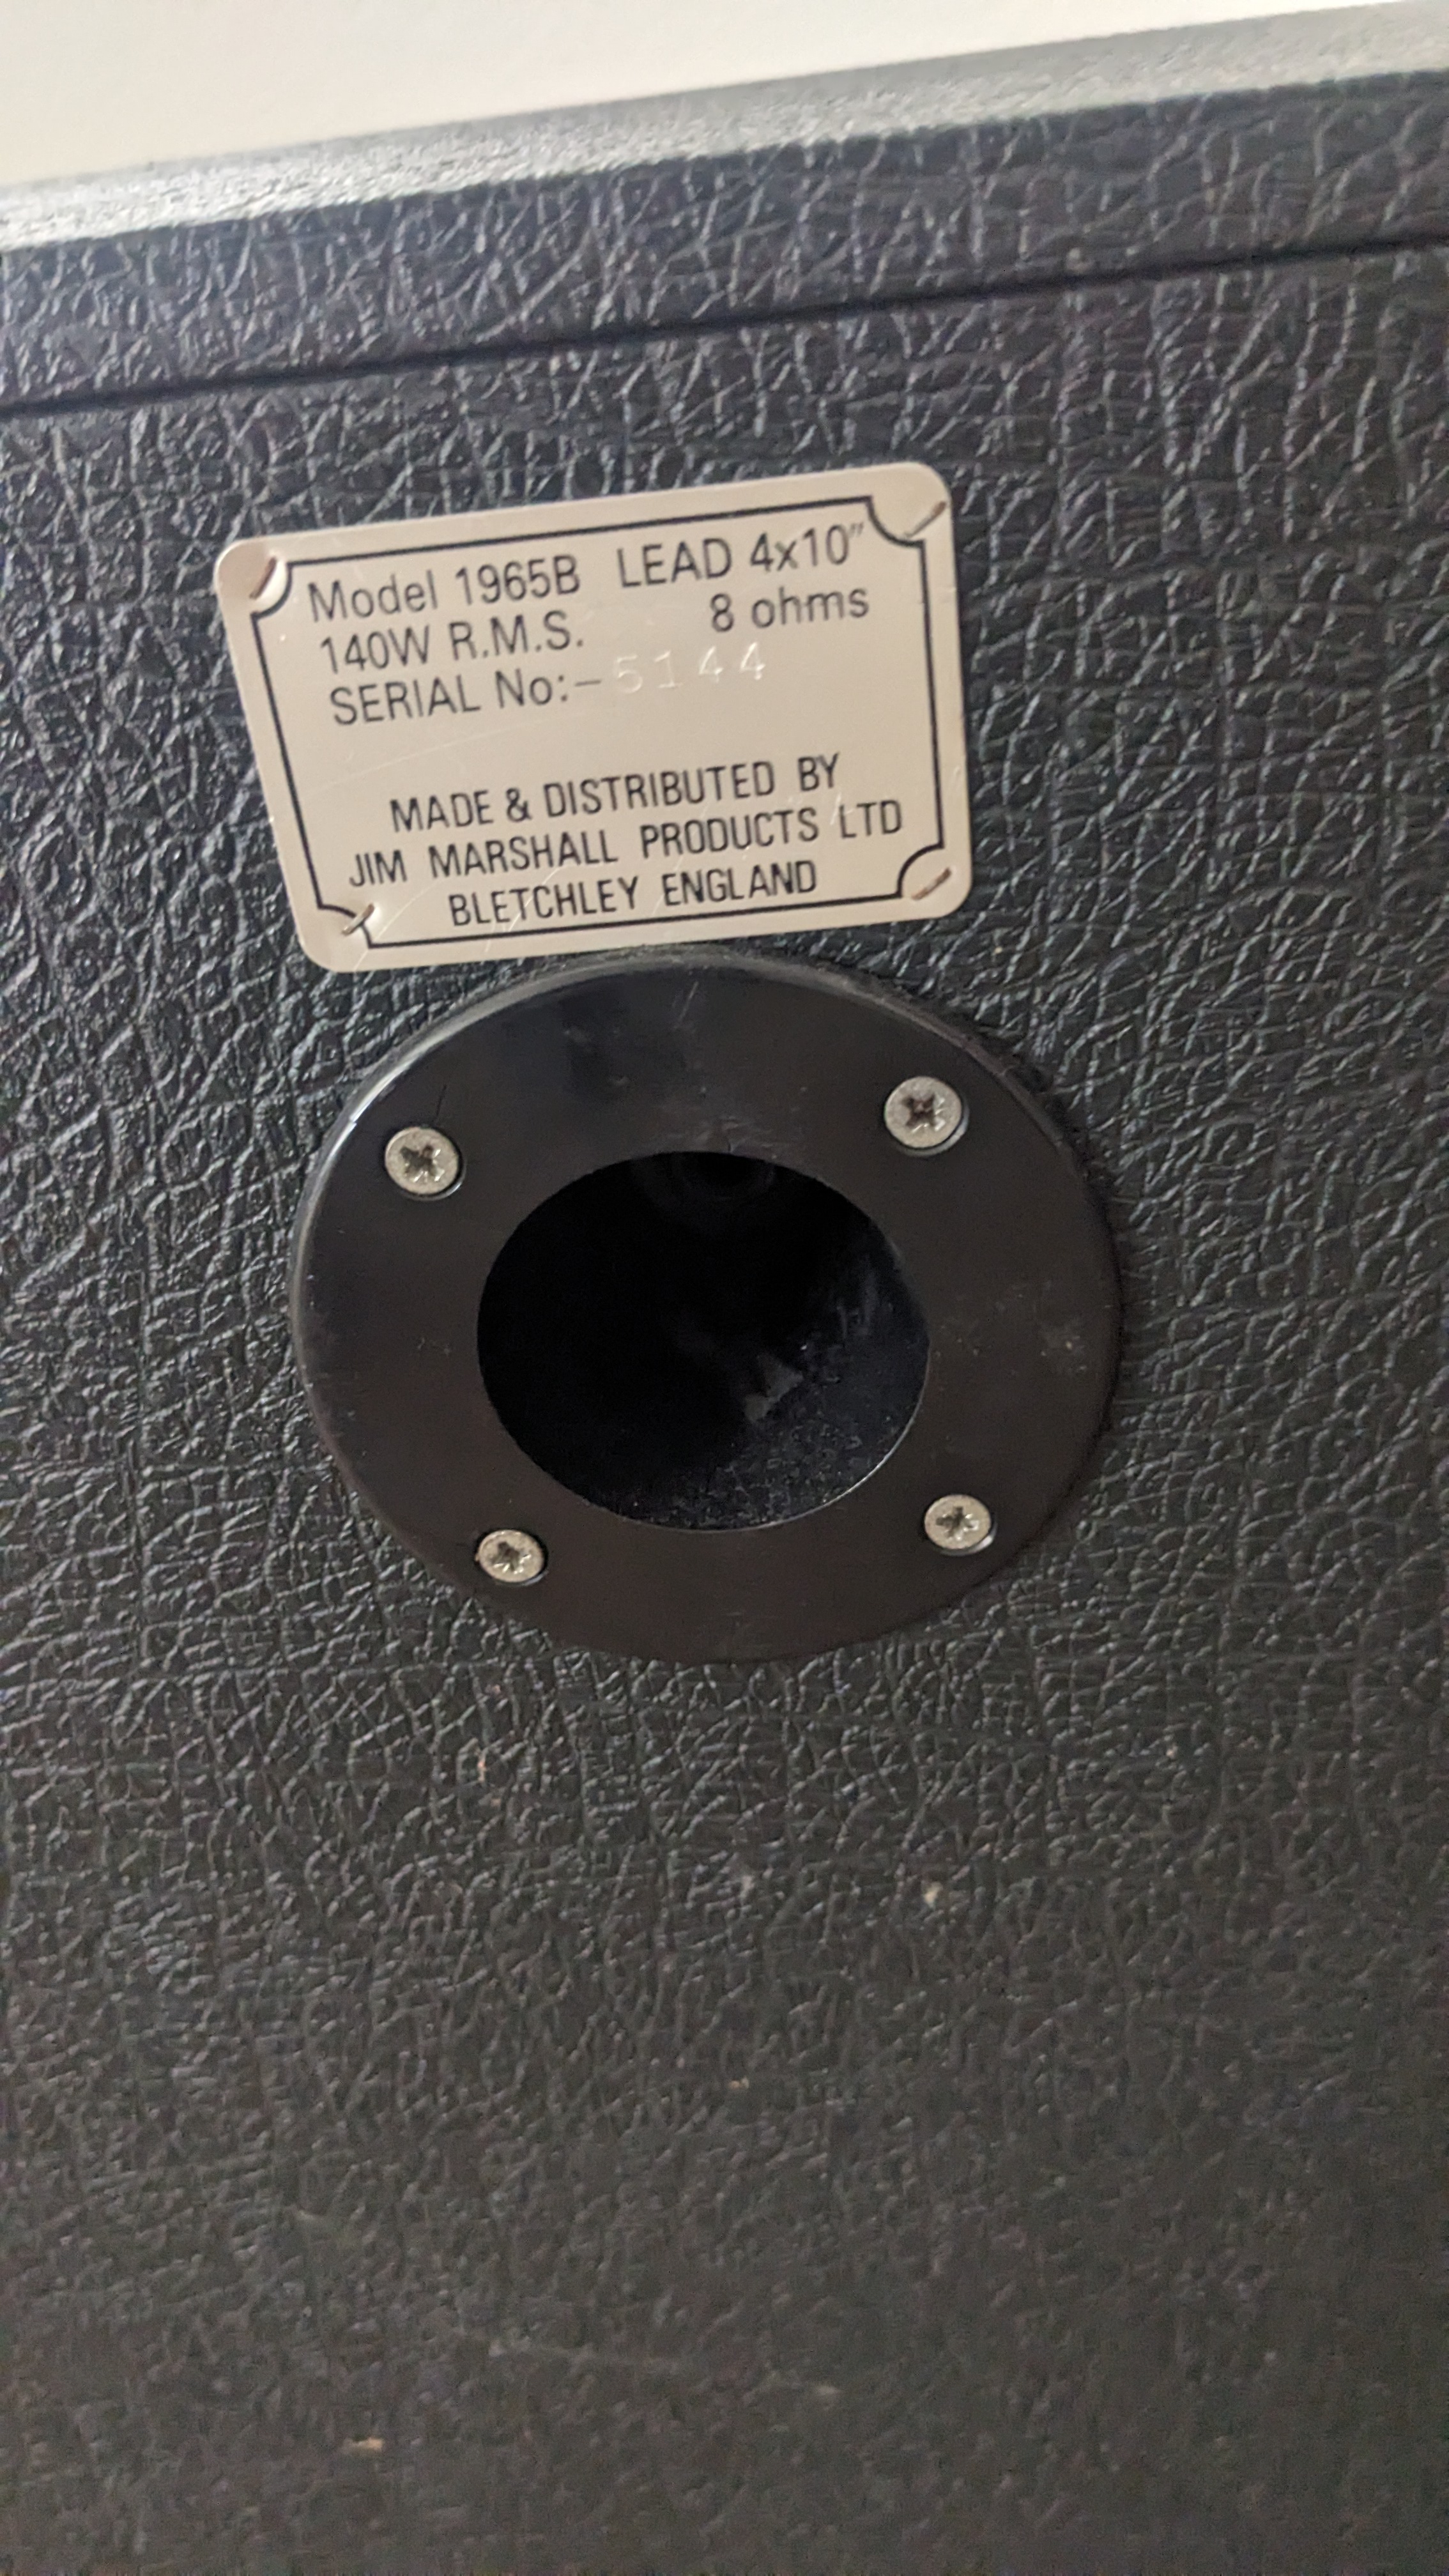 Model 1965B LEAD 4x10"
140W R.M.S. 8 ohms
SERIAL No:- 5144
MADE & DISTRIBUTED BY
JIM MARSHALL PRODUCTS LTD
BLETCHLEY ENGLAND